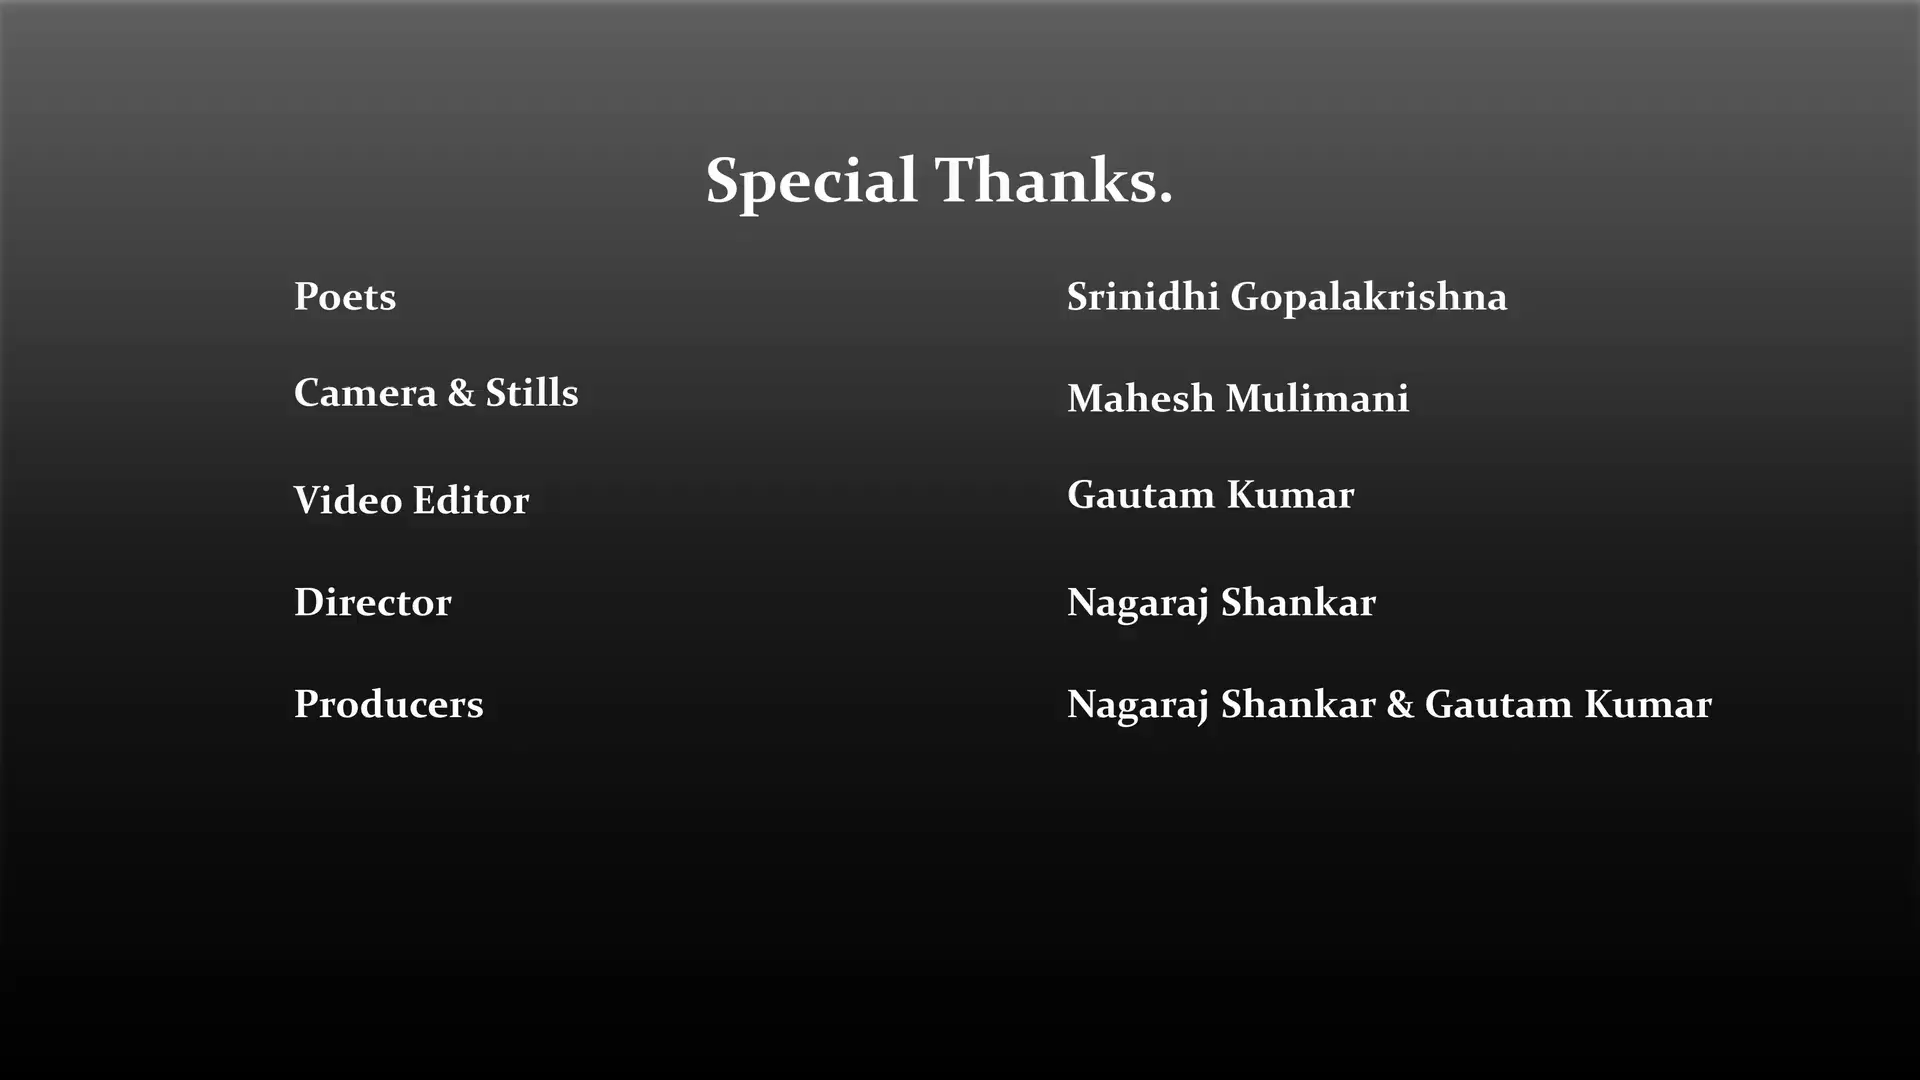 Special Thanks.
Poets Srinidhi Gopalakrishna
Camera & Stills Mahesh Mulimani
Video Editor Gautam Kumar
Director Nagaraj Shankar
Producers Nagaraj Shankar & Gautam Kumar